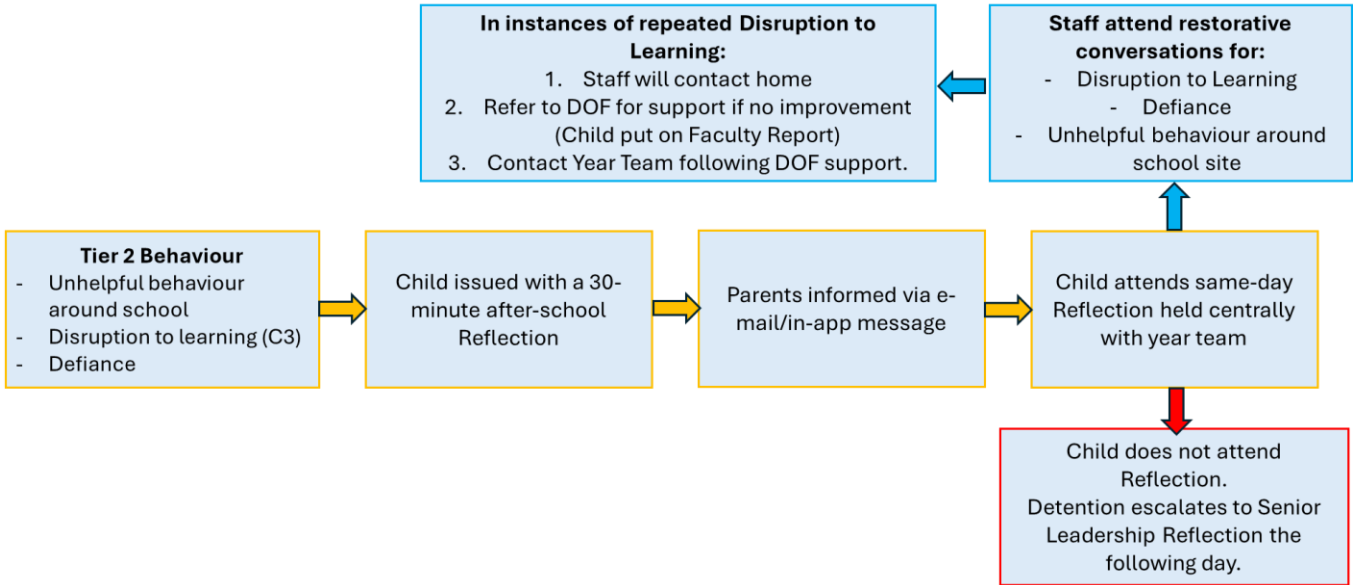 In instances of repeated Disruption to
Learning:
1. Staff will contact home
2. Refer to DOF for support if no improvement
(Child put on Faculty Report)
3. Contact Year Team following DOF support.
Staff attend restorative
conversations for:
- Disruption to Learning
- Defiance
- Unhelpful behaviour around
school site
Tier 2 Behaviour
- Unhelpful behaviour
around school
- Disruption to learning (C3)
- Defiance
Child issued with a 30-
minute after-school
Reflection
Parents informed via e-
mail/in-app message
Child attends same-day
Reflection held centrally
with year team
Child does not attend
Reflection.
Detention escalates to Senior
Leadership Reflection the
following day.